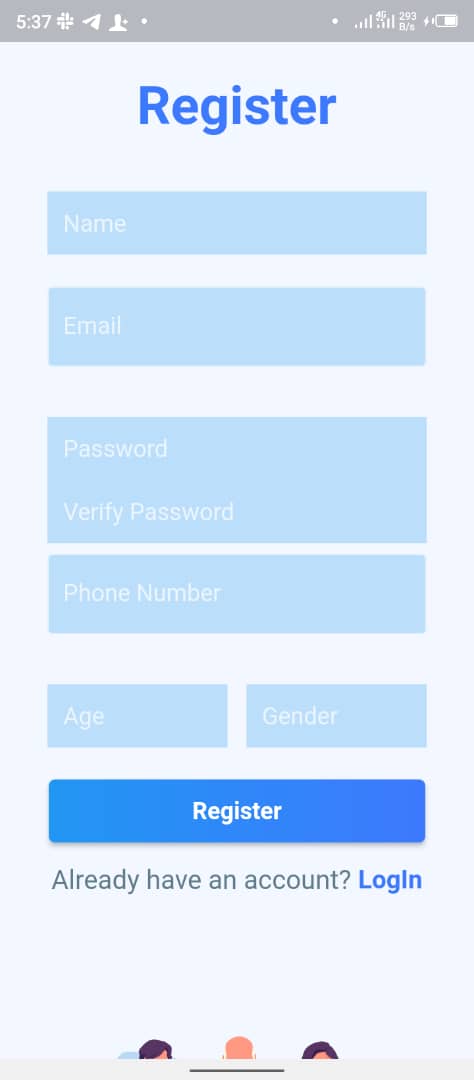 5:37
4G
293
B/s
Register
Name
Email
Password
Verify Password
Phone Number
Age
Gender
Register
Already have an account? LogIn